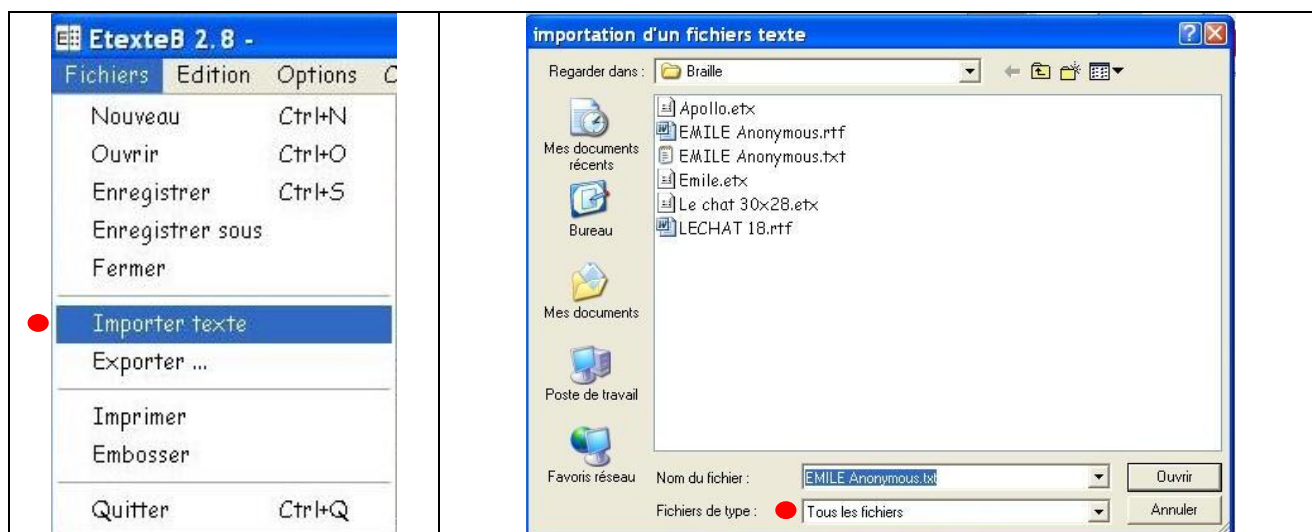 EtexteB 2.8 -
Fichiers Edition Options C
Nouveau Ctrl+N
Ouvrir Ctrl+O
Enregistrer Ctrl+S
Enregistrer sous
Fermer
Importer texte
Exporter ...
Imprimer
Embosser
Quitter Ctrl+Q
importation d'un fichiers texte
Regarder dans : Braille
Mes documents
récents
Bureau
Mes documents
Poste de travail
Favoris réseau
Apollo.etx
EMILE Anonymous.rtf
EMILE Anonymous.txt
Emile.etx
Le chat 30x28.etx
LECHAT 18.rtf
Nom du fichier : EMILE Anonymous.txt Ouvrir
Fichiers de type : Tous les fichiers Annuler